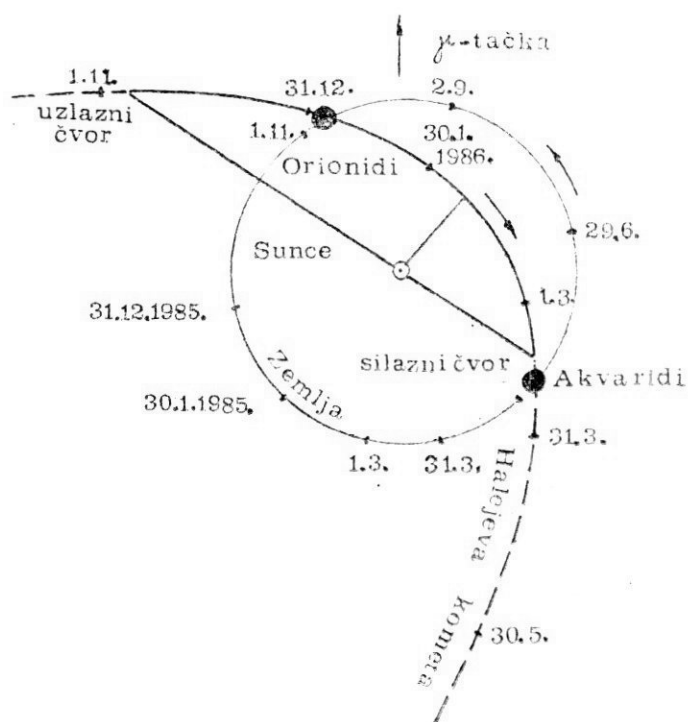 γ-tačka
1.11.
31.12.
2.9.
uzlazni
čvor
1.11.
30.1.
1986.
Orionidi
29.6.
Sunce
1.3.
31.12.1985.
silazni čvor
Akvaridi
Zemlja
30.1.1985.
1.3.
31.3.
31.3.
Halejeva kometa
30.5.